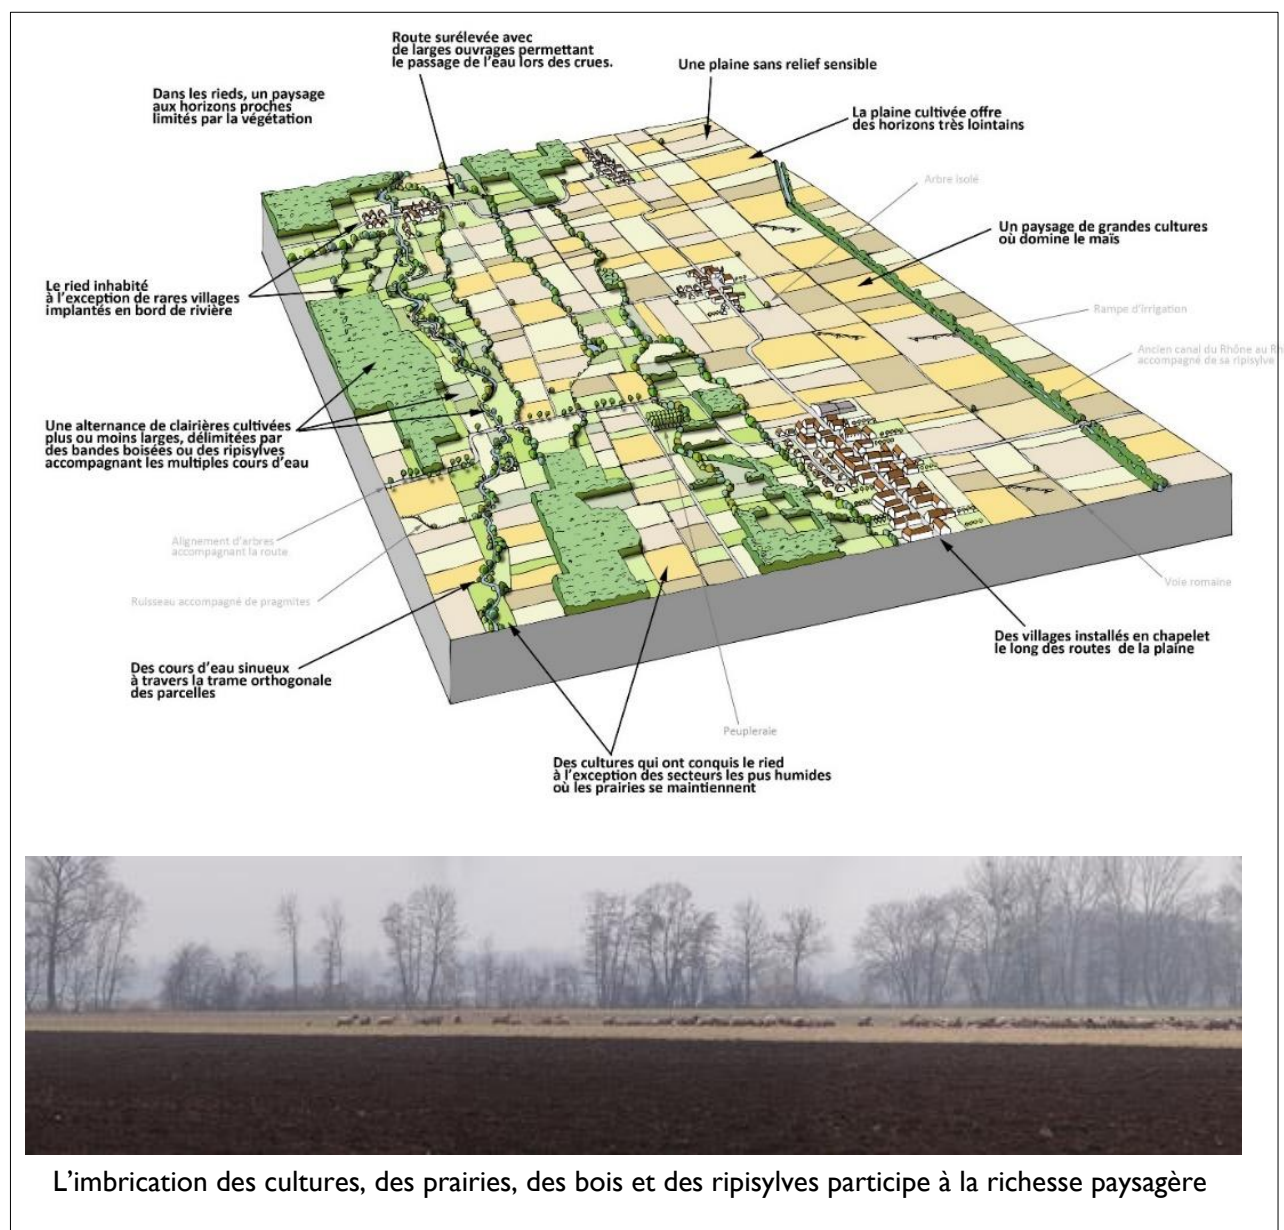 Route surélevée avec
de larges ouvrages permettant
le passage de l'eau lors des crues.
Une plaine sans relief sensible
Dans les rieds, un paysage
aux horizons proches
limités par la végétation
La plaine cultivée offre
des horizons très lointains
Arbre isolé
Un paysage de grandes cultures
où domine le maïs
Le ried inhabité
à l'exception de rares villages
implantés en bord de rivière
Rampe d'irrigation
Ancien canal du Rhône au Rh
accompagné de sa ripisylve
Une alternance de clairières cultivées
plus ou moins larges, délimitées par
des bandes boisées ou des ripisylves
accompagnant les multiples cours d'eau
Alignement d'arbres
accompagnant la route
Ruisseau accompagné de pragmites
Voie romaine
Des villages installés en chapelet
le long des routes de la plaine
Des cours d'eau sinueux
à travers la trame orthogonale
des parcelles
Peupleraie
Des cultures qui ont conquis le ried
à l'exception des secteurs les pus humides
où les prairies se maintiennent
L'imbrication des cultures, des prairies, des bois et des ripisylves participe à la richesse paysagère